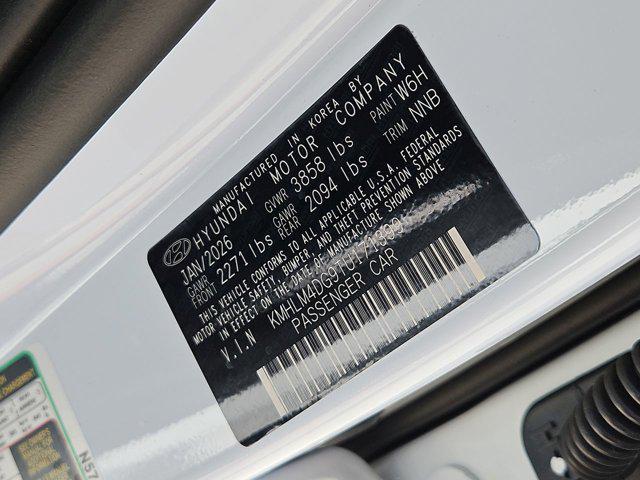 MANUFACTURED IN KOREA BY
HYUNDAI MOTOR COMPANY
JAN/2026 GVWR 3858 lbs PAINT W6H
GAWR FRONT 2271 lbs GAWR REAR 2094 lbs TRIM NNB
THIS VEHICLE CONFORMS TO ALL APPLICABLE U.S.A. FEDERAL
MOTOR VEHICLE SAFETY, BUMPER, AND THEFT PREVENTION STANDARDS
IN EFFECT ON THE DATE OF MANUFACTURE SHOWN ABOVE
V.I.N
PASSENGER CAR
N57